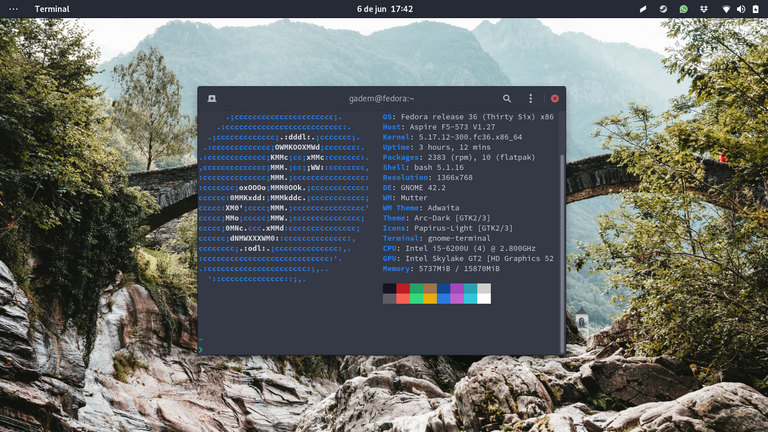 Terminal
6 de jun 17:42
gadem@fedora:~
OS: Fedora release 36 (Thirty Six) x86
Host: Aspire F5-573 V1.27
Kernel: 5.17.12-300.fc36.x86_64
Uptime: 3 hours, 12 mins
Packages: 2383 (rpm), 10 (flatpak)
Shell: bash 5.1.16
Resolution: 1366x768
DE: GNOME 42.2
WM: Mutter
WM Theme: Adwaita
Theme: Arc-Dark [GTK2/3]
Icons: Papirus-Light [GTK2/3]
Terminal: gnome-terminal
CPU: Intel i5-6200U (4) @ 2.800GHz
GPU: Intel Skylake GT2 [HD Graphics 52
Memory: 5737MiB / 15870MiB